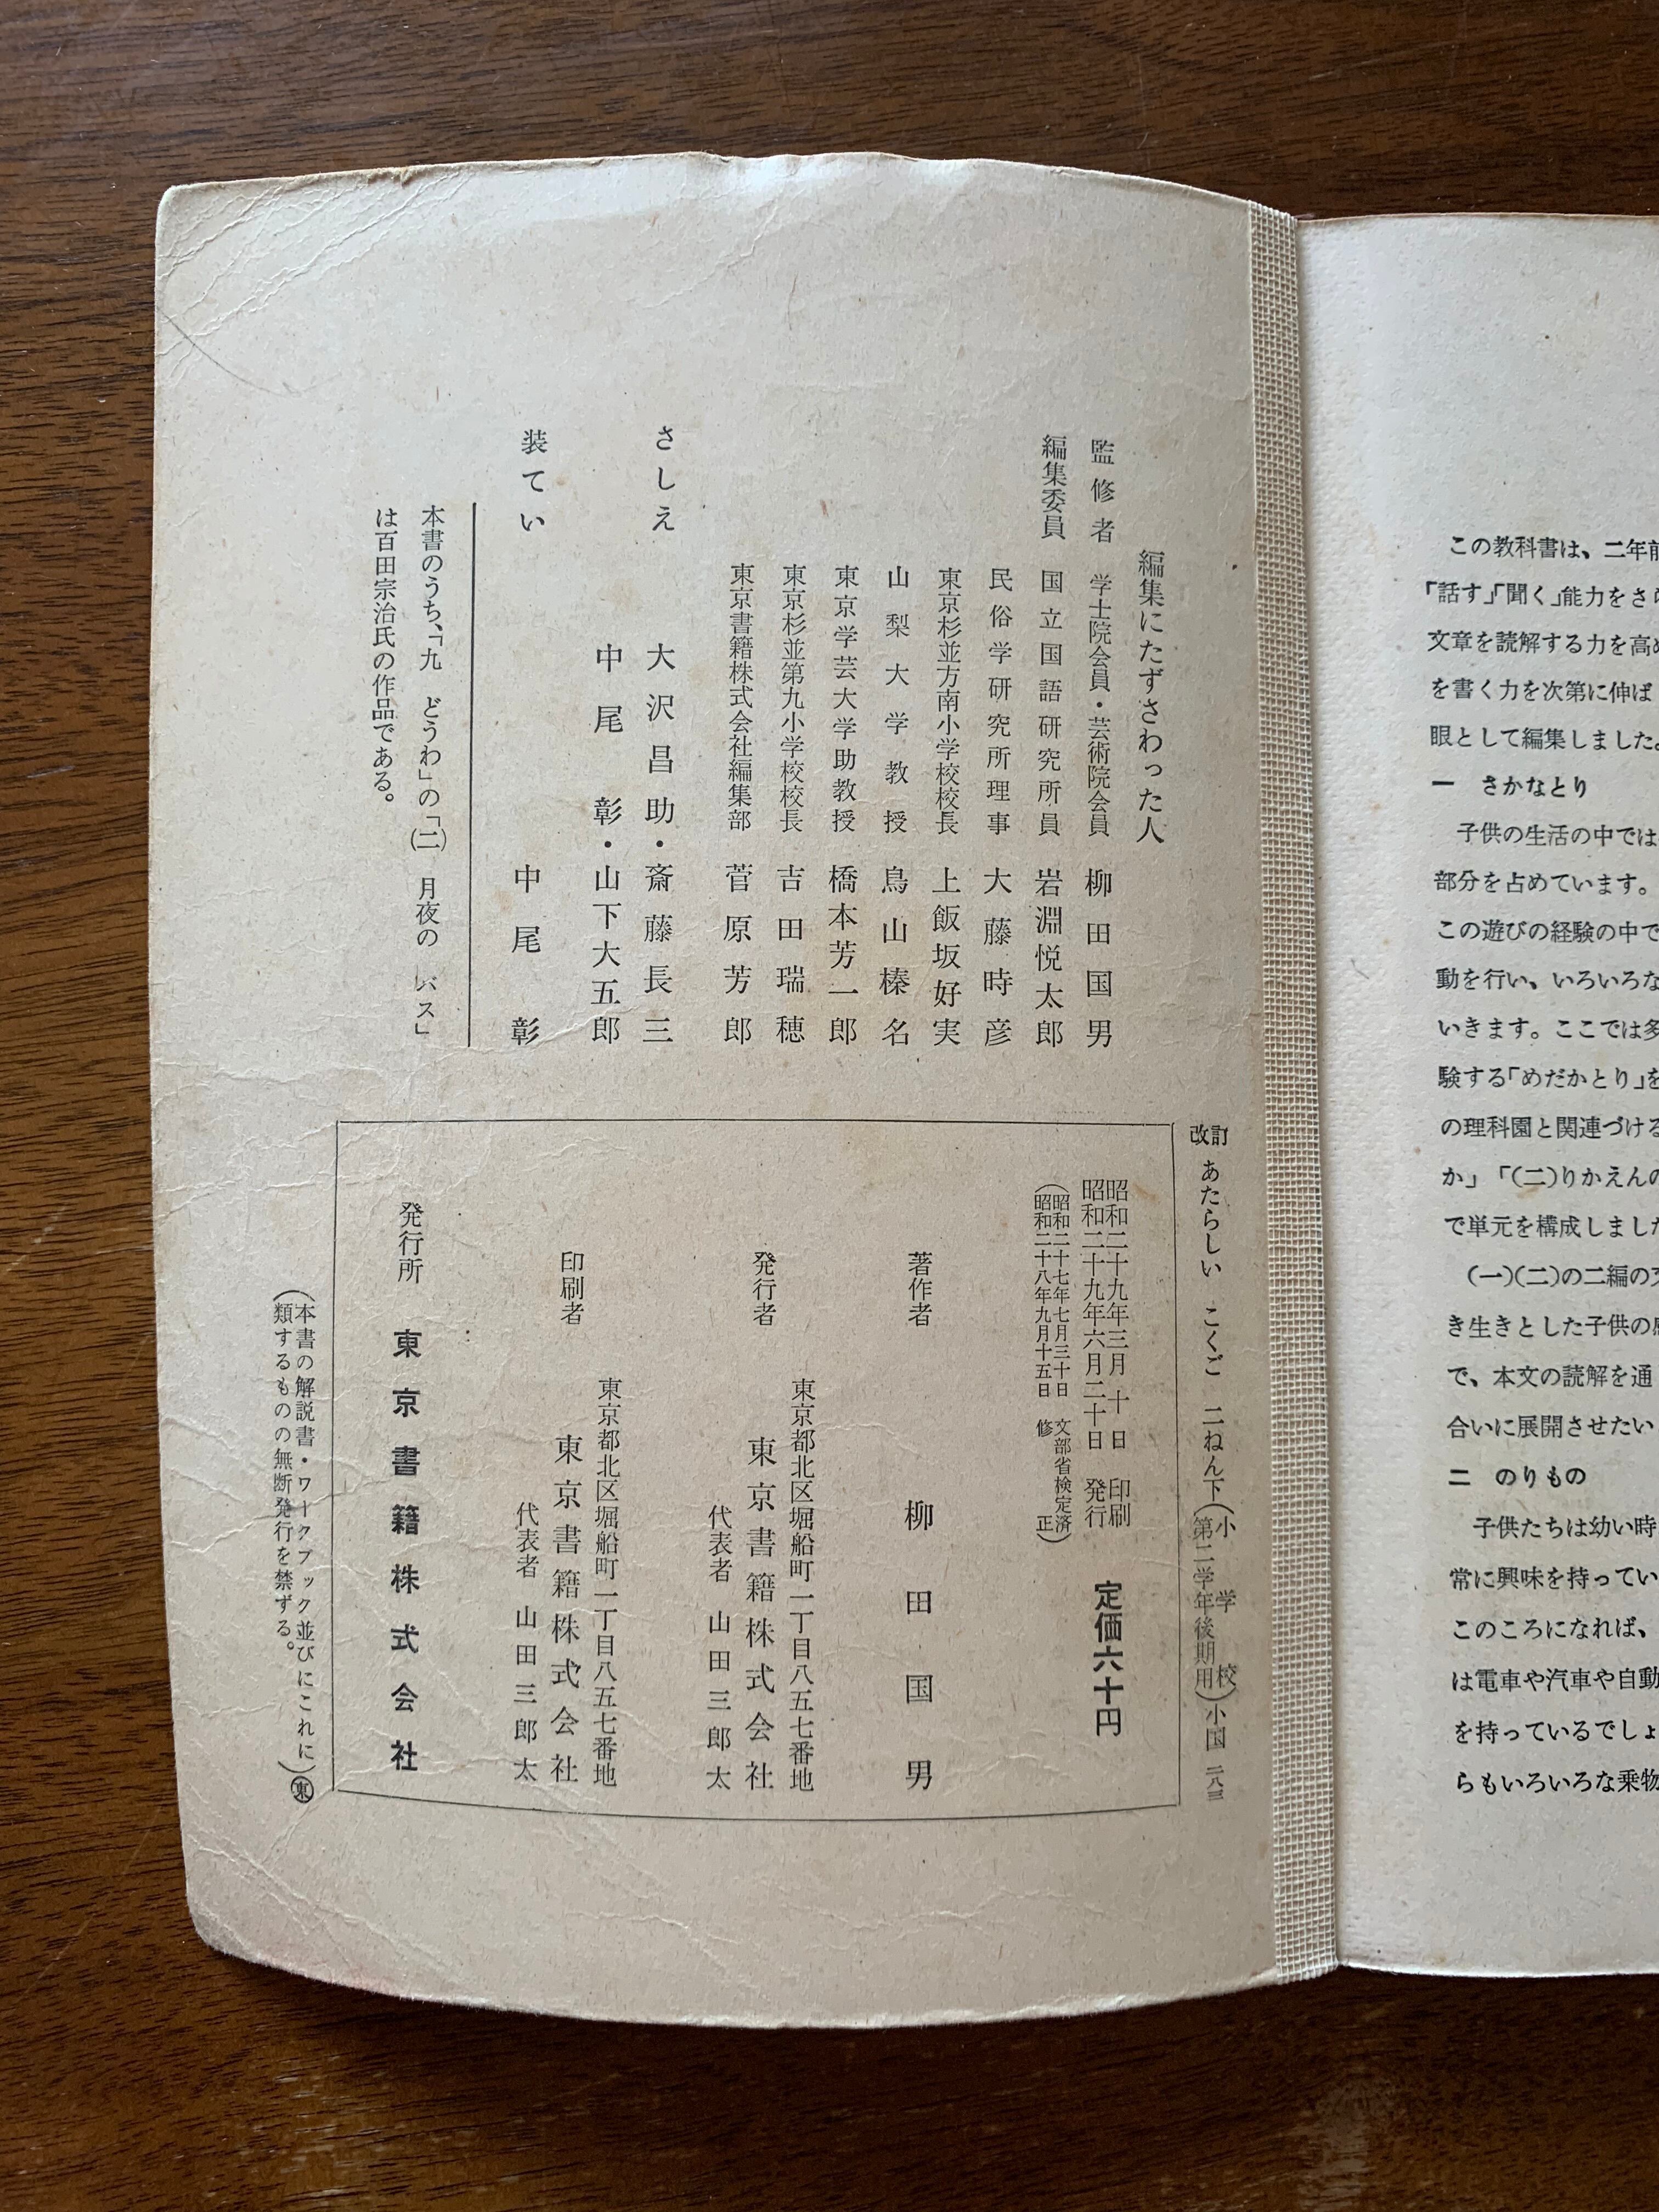 編集にたずさわった人
監修者 学士院会員・芸術院会員 柳田国男
編集委員 国立国語研究所員 岩淵悦太郎
民俗学研究所理事 大藤時彦
東京杉並方南小学校校長 上飯坂好実
山梨大学教授 鳥山榛名
東京学芸大学助教授 橋本芳一郎
東京杉並第九小学校校長 吉田瑞穂
東京書籍株式会社編集部 菅原芳郎
さしえ 大沢昌助・斎藤長三
中尾彰・山下大五郎
装てい 中尾彰
本書のうち、「九 どうわ」の「(二) 月夜の バス」
は百田宗治氏の作品である。
改訂 あたらしい こくご 二ねん下(小学校第二学年後期用)小国 二八三
昭和二十九年三月 十日 印刷
昭和二十九年六月二十日 発行
定価六十円
(昭和二十七年七月三十日 文部省検定済
昭和二十八年九月十五日 修正)
著作者 柳田国男
発行者 東京都北区堀船町一丁目八五七番地
東京書籍株式会社
代表者 山田三郎太
印刷者 東京都北区堀船町一丁目八五七番地
東京書籍株式会社
代表者 山田三郎太
発行所 東京書籍株式会社
(本書の解説書・ワークブック並びにこれに
類するものの無断発行を禁ずる。) 東
この教科書は、二年前
「話す」「聞く」能力をさら
文章を読解する力を高め
を書く力を次第に伸ば
眼として編集しました。
一 さかなとり
子供の生活の中では
部分を占めています。
この遊びの経験の中で
動を行い、いろいろな
いきます。ここでは多
験する「めだかとり」を
の理科園と関連づける
か」「(二)りかえんの
で単元を構成しました
(一)(二)の二編の文
き生きとした子供の感
で、本文の読解を通
合いに展開させたい
二 のりもの
子供たちは幼い時
常に興味を持ってい
このころになれば、
は電車や汽車や自動
を持っているでしょ
らもいろいろな乗物